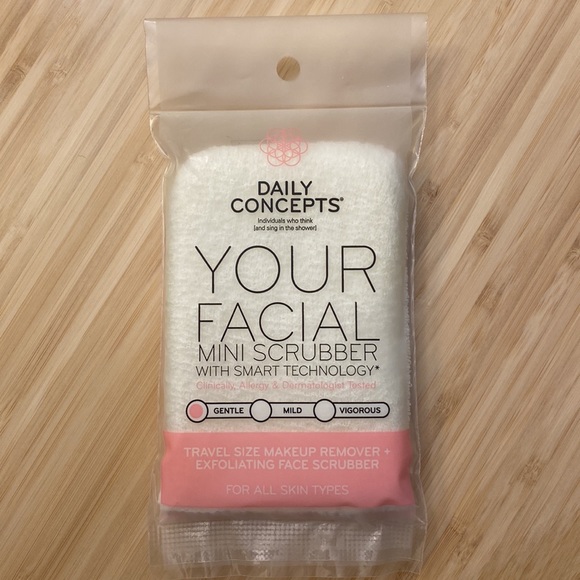 DAILY
CONCEPTS®
Individuals who think
[and sing in the shower]
YOUR
FACIAL
MINI SCRUBBER
WITH SMART TECHNOLOGY*
Clinically, Allergy & Dermatologist Tested
GENTLE MILD VIGOROUS
TRAVEL SIZE MAKEUP REMOVER +
EXFOLIATING FACE SCRUBBER
FOR ALL SKIN TYPES